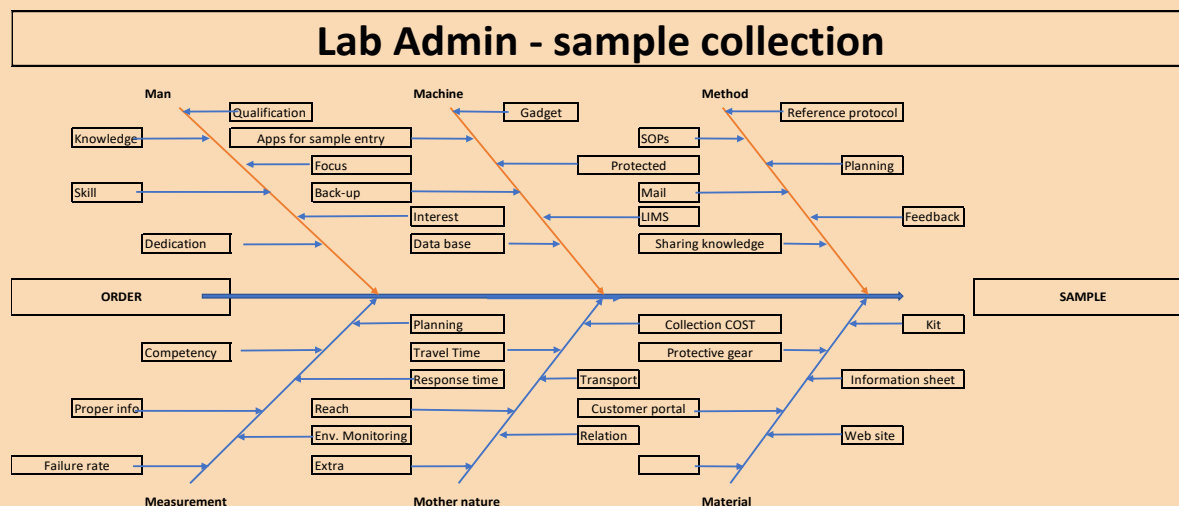 Lab Admin - sample collection
Man
Machine
Method
Qualification
Gadget
Reference protocol
Knowledge
Apps for sample entry
SOPs
Focus
Protected
Planning
Skill
Back-up
Mail
Interest
LIMS
Feedback
Dedication
Data base
Sharing knowledge
ORDER
SAMPLE
Planning
Collection COST
Kit
Competency
Travel Time
Protective gear
Response time
Transport
Information sheet
Proper info
Reach
Customer portal
Env. Monitoring
Relation
Web site
Failure rate
Extra
Measurement
Mother nature
Material